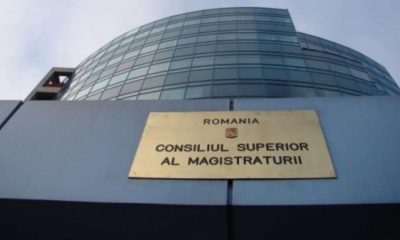 ROMANIA
CONSILIUL SUPERIOR
AL MAGISTRATURII